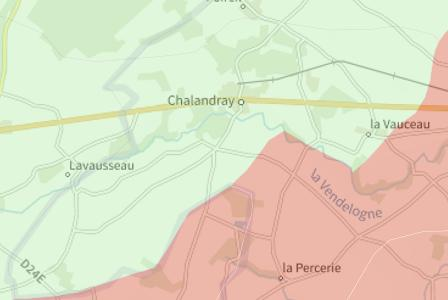 Chalandray
la Vauceau
Lavausseau
la Vendelogne
D24E
la Percerie